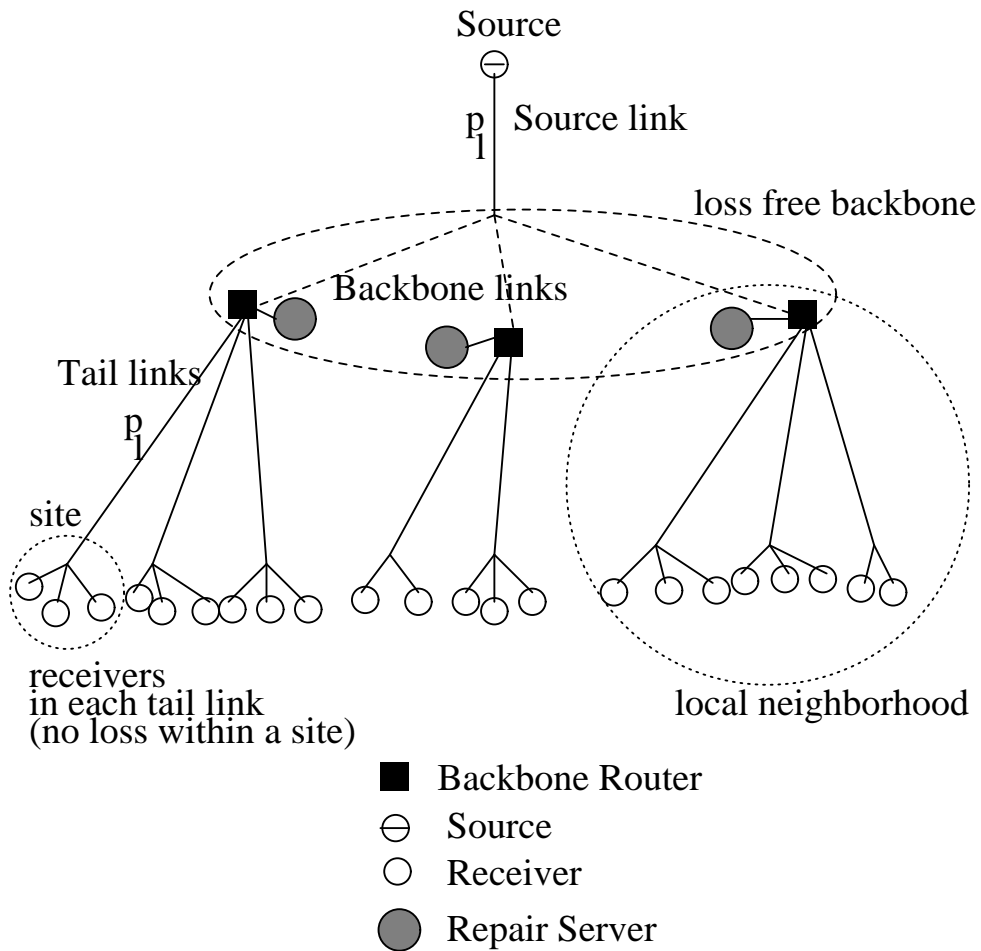 Source
p
l
Source link
loss free backbone
Backbone links
Tail links
p
l
site
receivers
in each tail link
(no loss within a site)
local neighborhood
Backbone Router
Source
Receiver
Repair Server